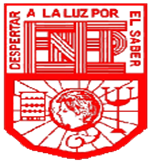 DESPERTAR
A LA LUZ POR
EL SABER
ENP